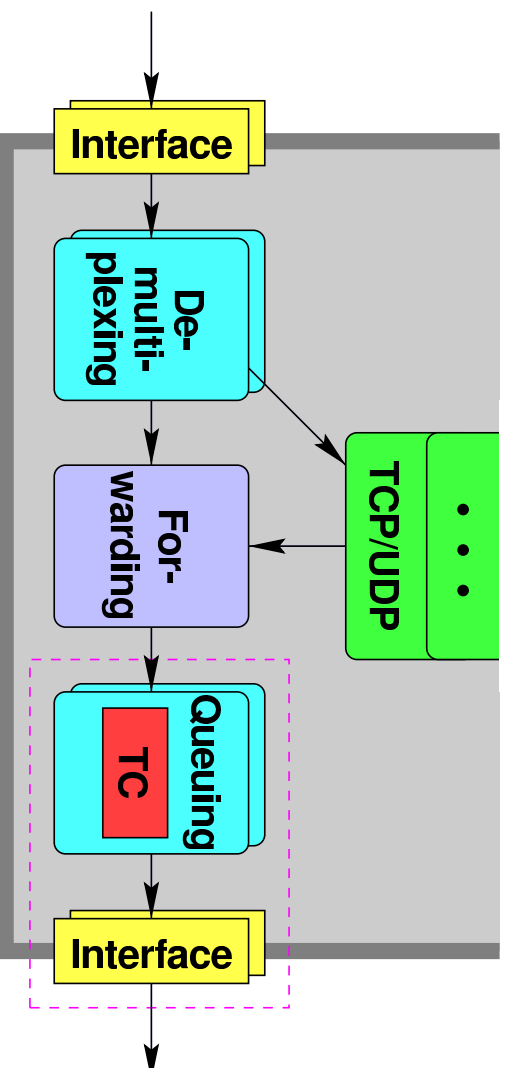 Interface
De-
multi-
plexing
TCP/UDP
• • •
For-
warding
Queuing
TC
Interface